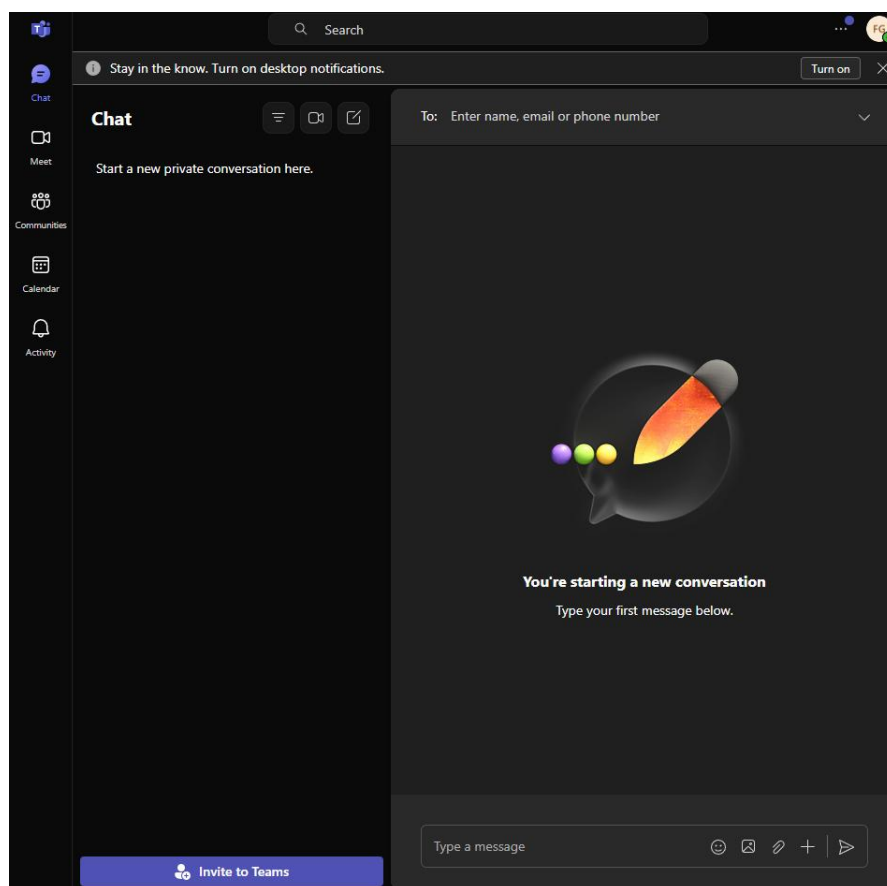 Search
FG
Stay in the know. Turn on desktop notifications.
Turn on
Chat
Meet
Communities
Calendar
Activity
Chat
Start a new private conversation here.
Invite to Teams
To: Enter name, email or phone number
You're starting a new conversation
Type your first message below.
Type a message